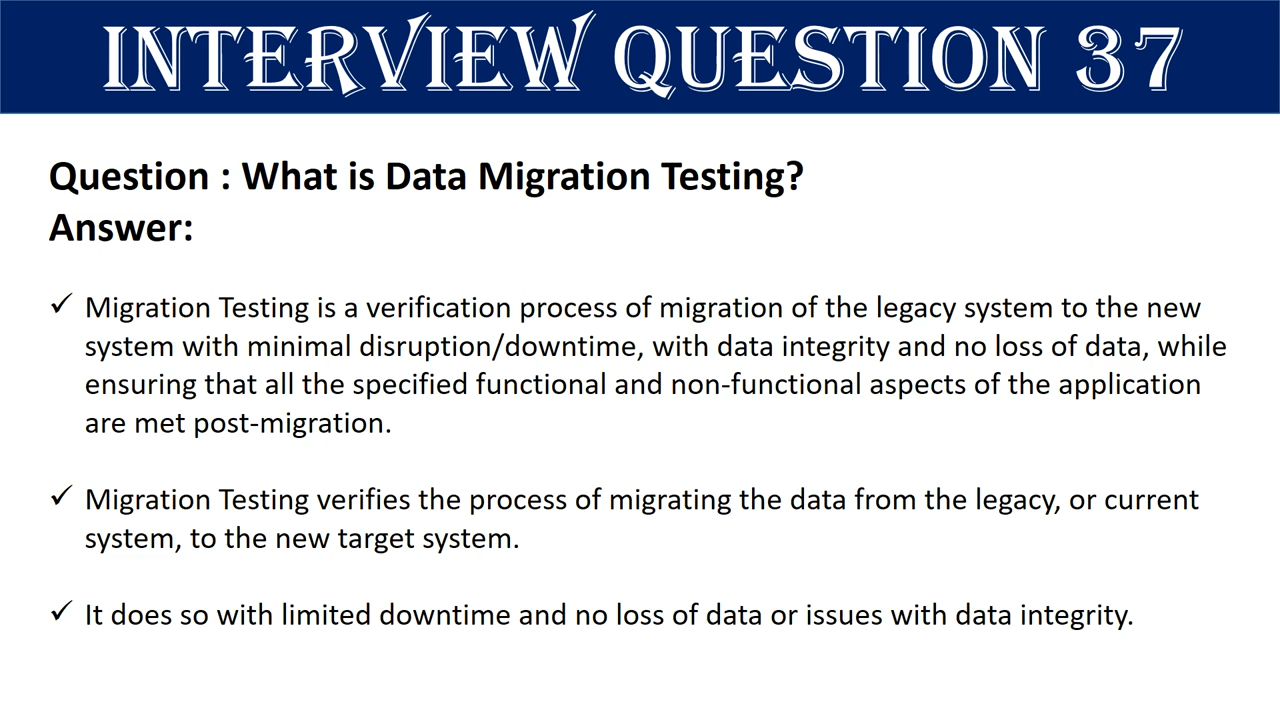 INTERVIEW QUESTION 37
Question : What is Data Migration Testing?
Answer:
✓ Migration Testing is a verification process of migration of the legacy system to the new
system with minimal disruption/downtime, with data integrity and no loss of data, while
ensuring that all the specified functional and non-functional aspects of the application
are met post-migration.
✓ Migration Testing verifies the process of migrating the data from the legacy, or current
system, to the new target system.
✓ It does so with limited downtime and no loss of data or issues with data integrity.